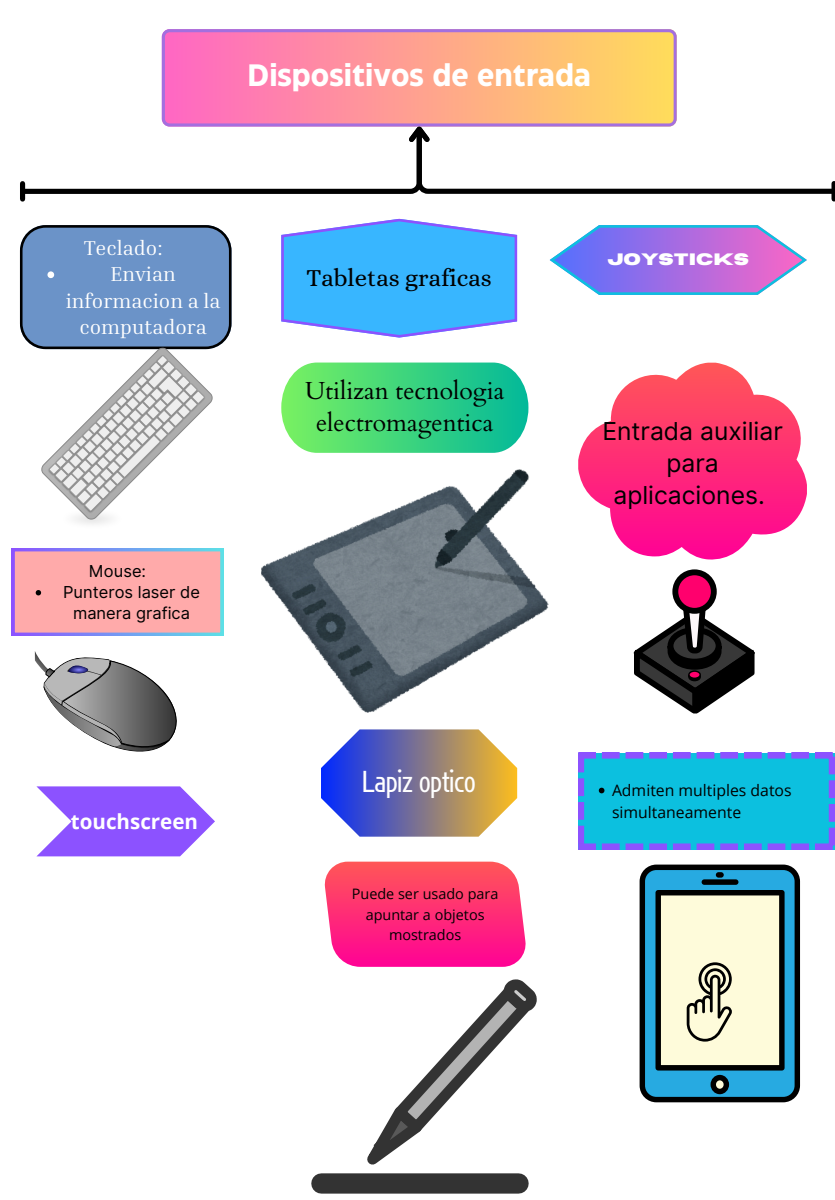 Dispositivos de entrada
Teclado:
• Envian
informacion a la
computadora
Tabletas graficas
JOYSTICKS
Utilizan tecnologia
electromagentica
Entrada auxiliar
para
aplicaciones.
Mouse:
• Punteros laser de
manera grafica
Lapiz optico
• Admiten multiples datos
simultaneamente
touchscreen
Puede ser usado para
apuntar a objetos
mostrados